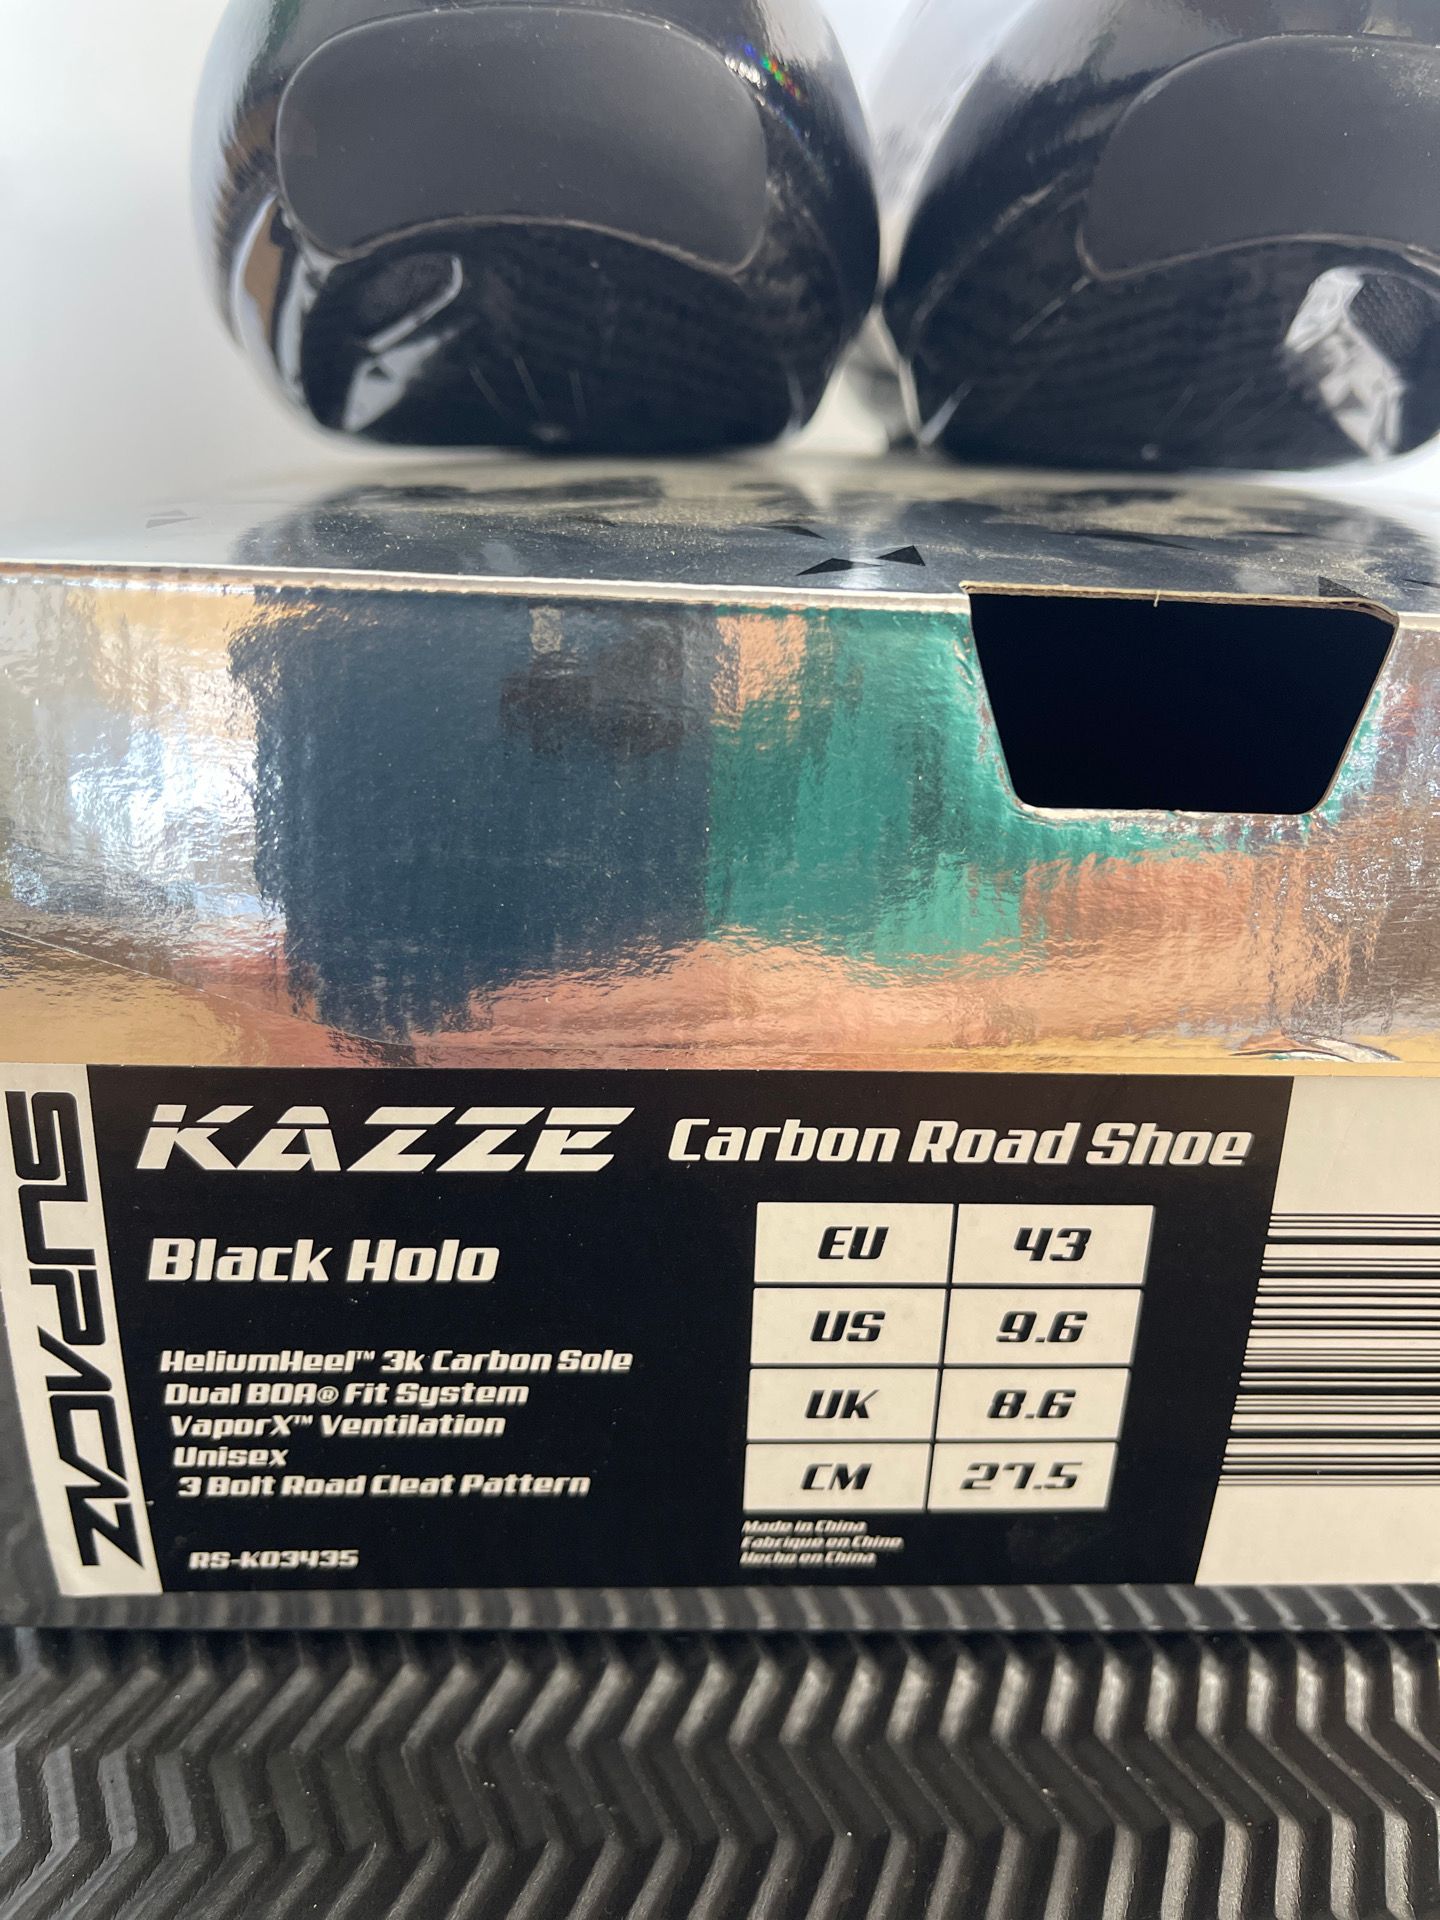 SUPACAZ
KAZZE Carbon Road Shoe
Black Holo
HeliumHeel™ 3k Carbon Sole
Dual BOA® Fit System
VaporX™ Ventilation
Unisex
3 Bolt Road Cleat Pattern
RS-K03435
EU 43
US 9.6
UK 8.6
CM 27.5
Made in China
Fabrique en Chine
Hecho en China